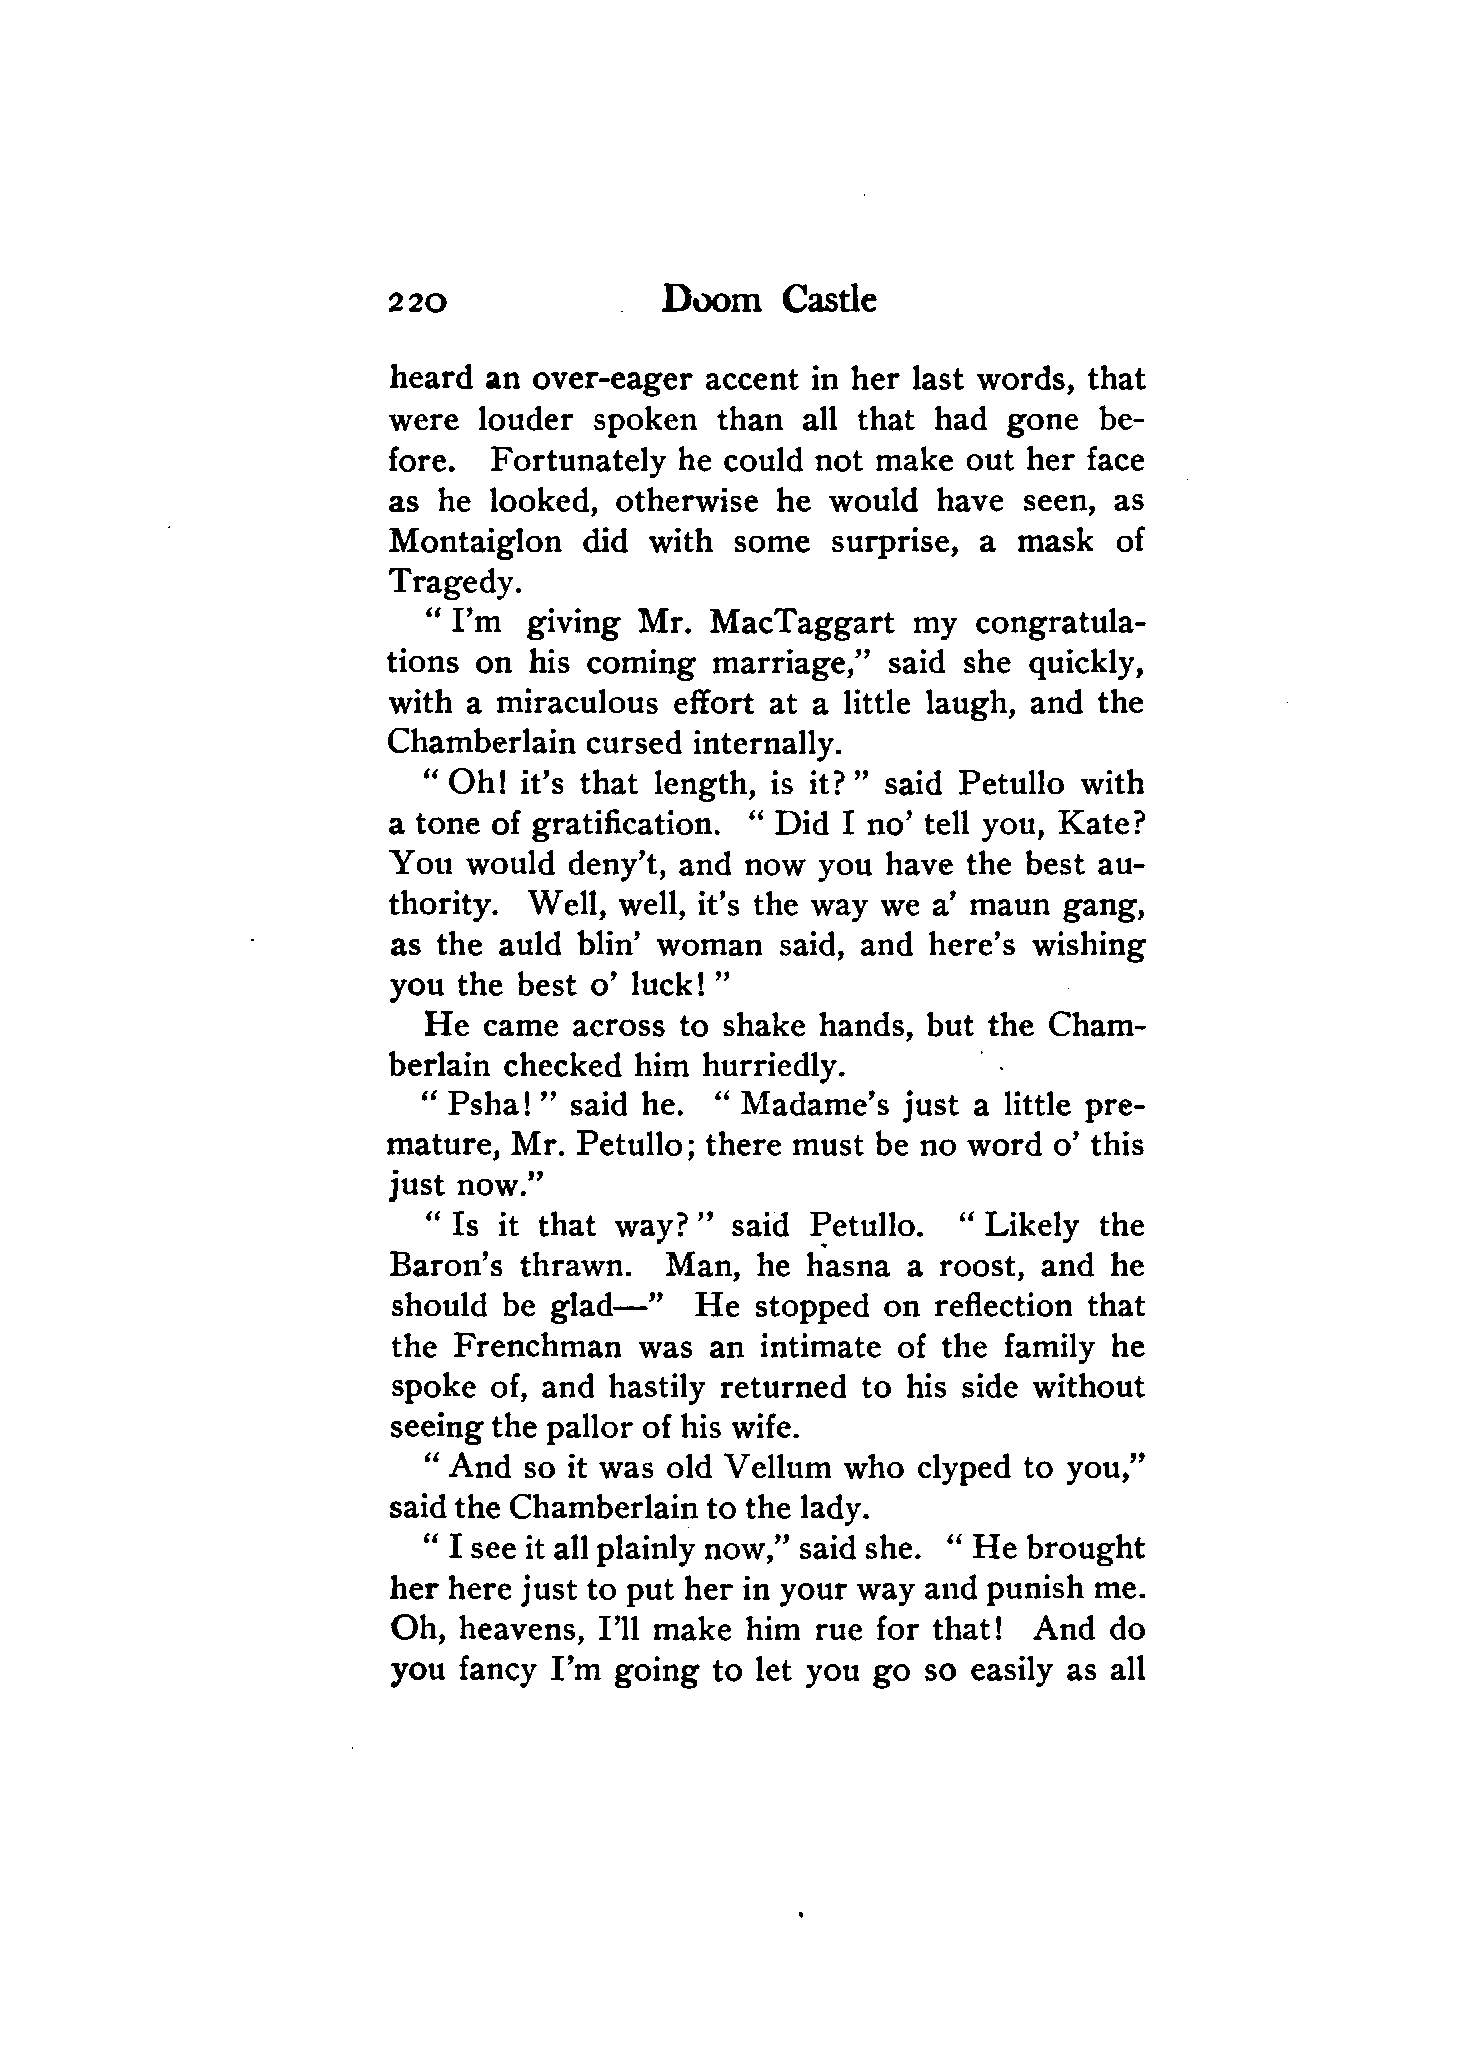 220 Doom Castle
heard an over-eager accent in her last words, that
were louder spoken than all that had gone be-
fore. Fortunately he could not make out her face
as he looked, otherwise he would have seen, as
Montaiglon did with some surprise, a mask of
Tragedy.
“ I’m giving Mr. MacTaggart my congratula-
tions on his coming marriage,” said she quickly,
with a miraculous effort at a little laugh, and the
Chamberlain cursed internally.
“ Oh! it’s that length, is it? ” said Petullo with
a tone of gratification. “ Did I no’ tell you, Kate?
You would deny’t, and now you have the best au-
thority. Well, well, it’s the way we a’ maun gang,
as the auld blin’ woman said, and here’s wishing
you the best o’ luck! ”
He came across to shake hands, but the Cham-
berlain checked him hurriedly.
“ Psha! ” said he. “ Madame’s just a little pre-
mature, Mr. Petullo; there must be no word o’ this
just now.”
“ Is it that way? ” said Petullo. “ Likely the
Baron’s thrawn. Man, he hasna a roost, and he
should be glad—” He stopped on reflection that
the Frenchman was an intimate of the family he
spoke of, and hastily returned to his side without
seeing the pallor of his wife.
“ And so it was old Vellum who clyped to you,”
said the Chamberlain to the lady.
“ I see it all plainly now,” said she. “ He brought
her here just to put her in your way and punish me.
Oh, heavens, I’ll make him rue for that! And do
you fancy I’m going to let you go so easily as all